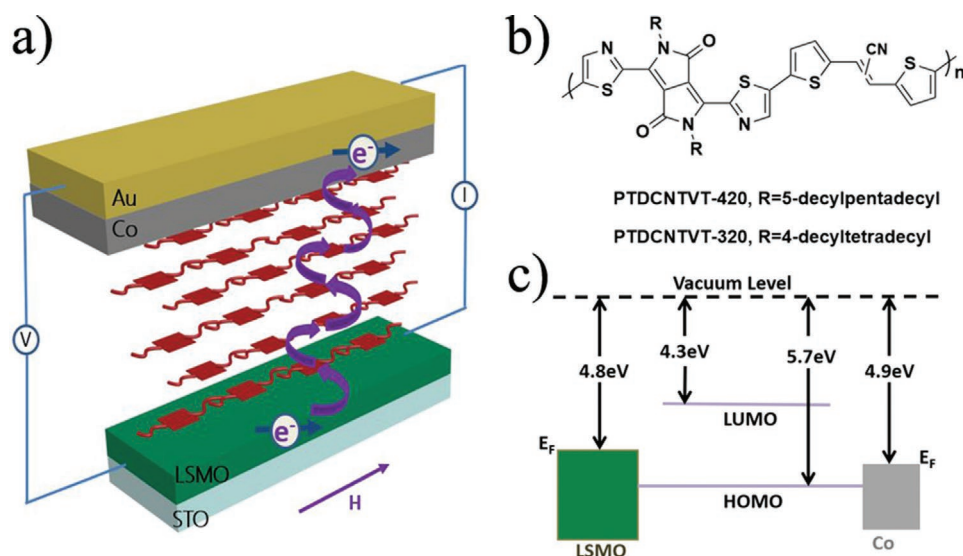 a)
e⁻
I
Au
Co
V
e⁻
LSMO
STO
H
b)
R
N
O
CN
S
N
S
n
S
N
S
O
N
R
PTDCNTVT-420, R=5-decylpentadecyl
PTDCNTVT-320, R=4-decyltetradecyl
c)
Vacuum Level
4.3eV
5.7eV
4.8eV
4.9eV
LUMO
E_F
E_F
HOMO
LSMO
Co